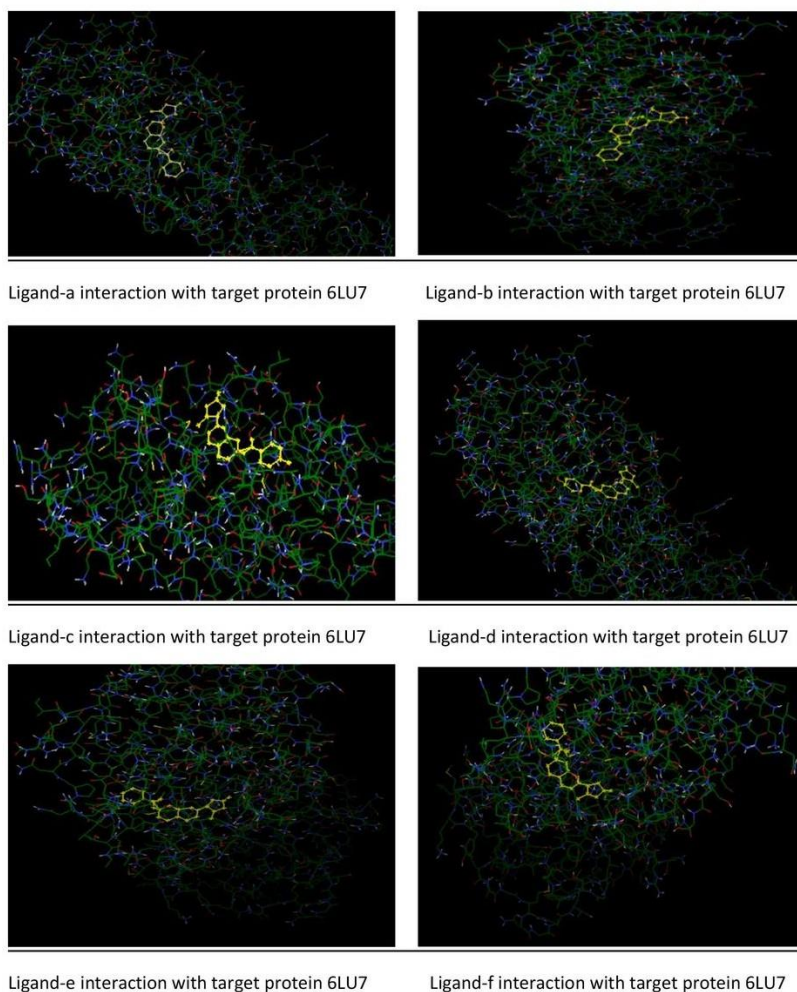 Ligand-a interaction with target protein 6LU7
Ligand-b interaction with target protein 6LU7
Ligand-c interaction with target protein 6LU7
Ligand-d interaction with target protein 6LU7
Ligand-e interaction with target protein 6LU7
Ligand-f interaction with target protein 6LU7